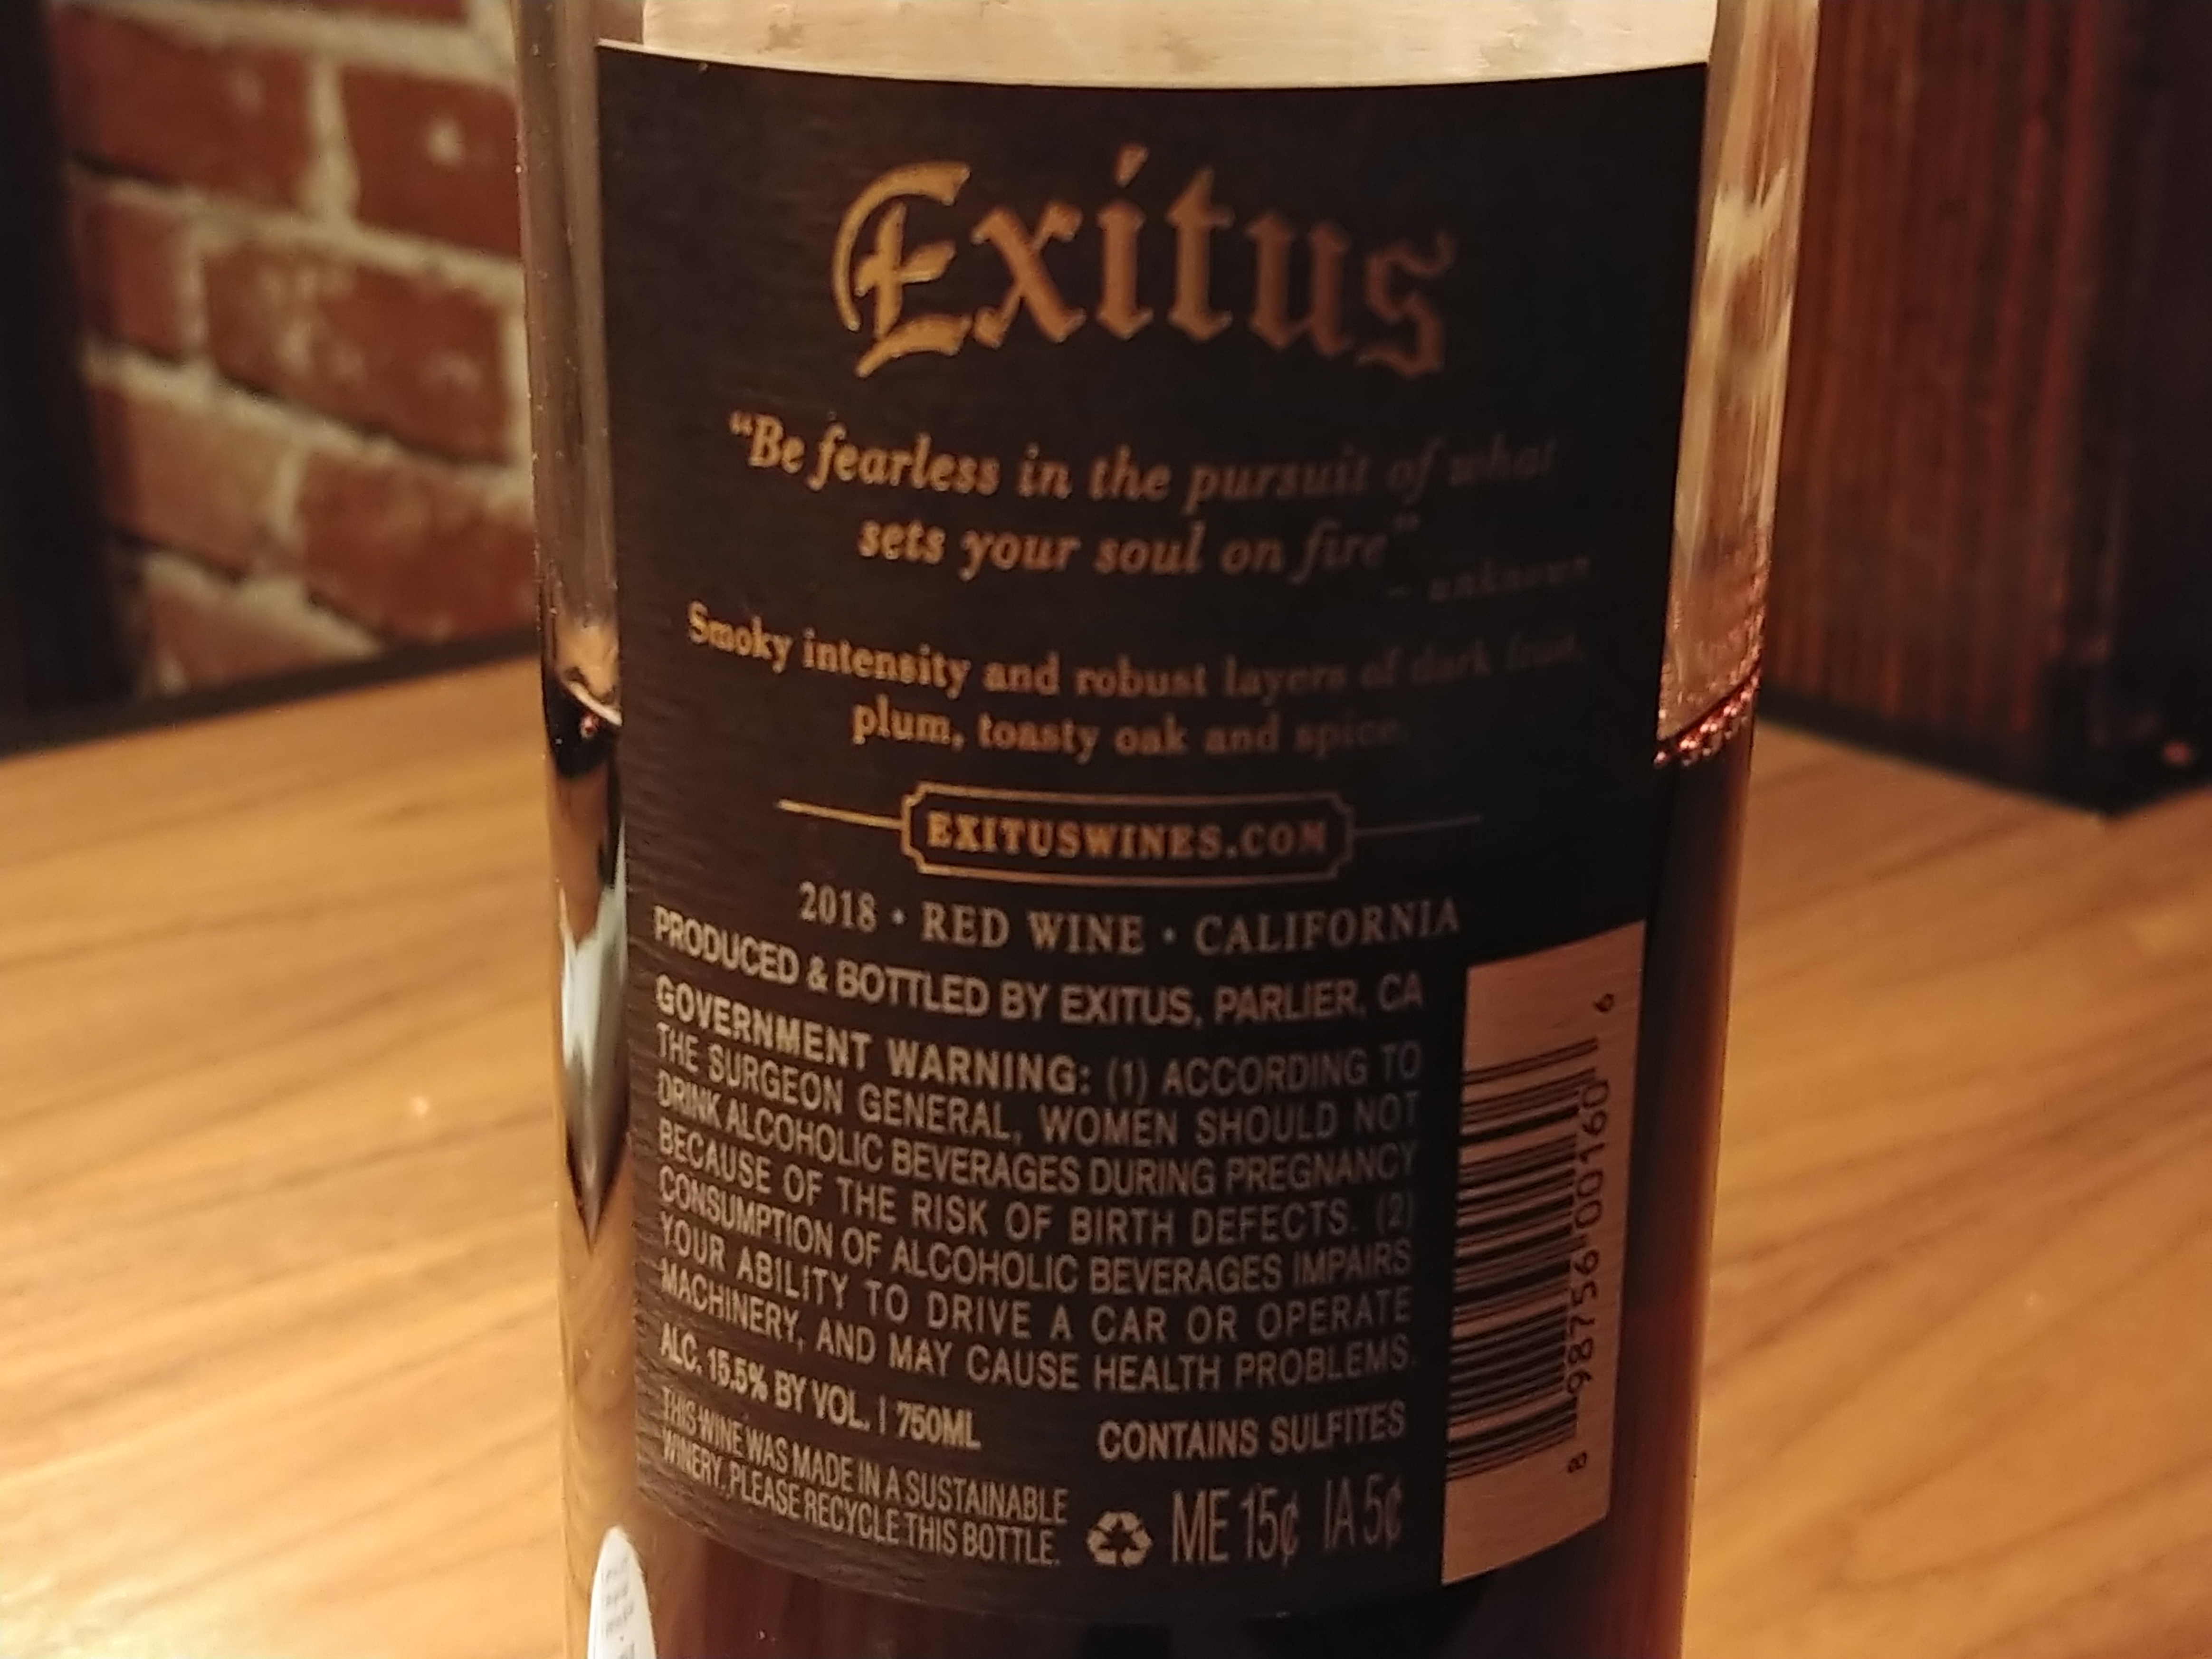 Exitus
“Be fearless in the pursuit of what
sets your soul on fire”
– unknown
Smoky intensity and robust layers of dark fruit,
plum, toasty oak and spice.
EXITUSWINES.COM
2018 • RED WINE • CALIFORNIA
PRODUCED & BOTTLED BY EXITUS, PARLIER, CA
GOVERNMENT WARNING: (1) ACCORDING TO
THE SURGEON GENERAL, WOMEN SHOULD NOT
DRINK ALCOHOLIC BEVERAGES DURING PREGNANCY
BECAUSE OF THE RISK OF BIRTH DEFECTS. (2)
CONSUMPTION OF ALCOHOLIC BEVERAGES IMPAIRS
YOUR ABILITY TO DRIVE A CAR OR OPERATE
MACHINERY, AND MAY CAUSE HEALTH PROBLEMS.
ALC. 15.5% BY VOL. | 750ML
CONTAINS SULFITES
THIS WINE WAS MADE IN A SUSTAINABLE
WINERY. PLEASE RECYCLE THIS BOTTLE.
ME 15¢ IA 5¢
8 98756 00160 6